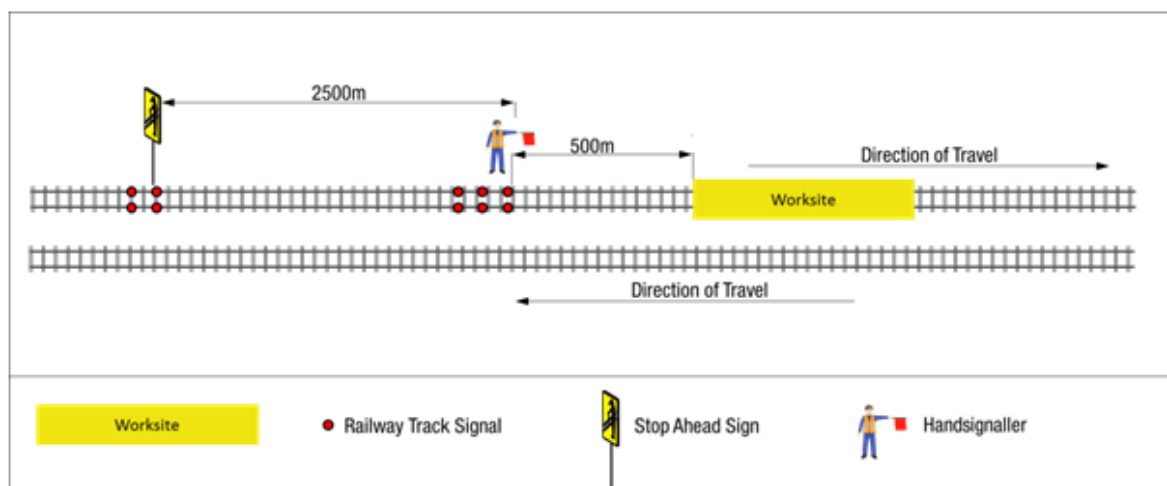 2500m
500m
Direction of Travel
Worksite
Direction of Travel
Worksite
Railway Track Signal
Stop Ahead Sign
Handsignaller